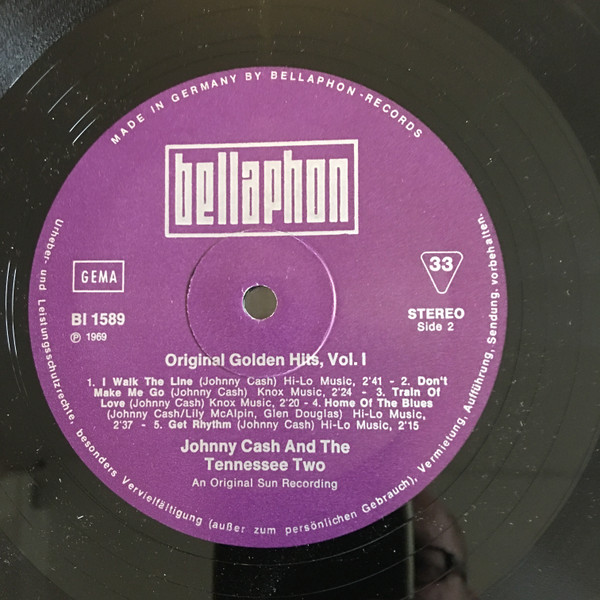 MADE IN GERMANY BY BELLAPHON-RECORDS
bellaphon
GEMA
33
BI 1589
STEREO
℗ 1969
Side 2
Original Golden Hits, Vol. I
1. I Walk The Line (Johnny Cash) Hi-Lo Music, 2'41 - 2. Don't
Make Me Go (Johnny Cash) Knox Music, 2'24 - 3. Train Of
Love (Johnny Cash) Knox Music, 2'20 - 4. Home Of The Blues
(Johnny Cash/Lily McAlpin, Glen Douglas) Hi-Lo Music,
2'37 - 5. Get Rhythm (Johnny Cash) Hi-Lo Music, 2'15
Johnny Cash And The
Tennessee Two
An Original Sun Recording
Urheber- und Leistungsschutzrechte, besonders Vervielfältigung (außer zum persönlichen Gebrauch), Vermietung, Aufführung, Sendung, vorbehalten.